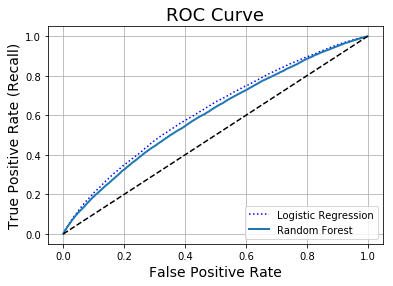 ROC Curve
True Positive Rate (Recall)
1.0
0.8
0.6
0.4
0.2
0.0
0.0 0.2 0.4 0.6 0.8 1.0
False Positive Rate
Logistic Regression
Random Forest